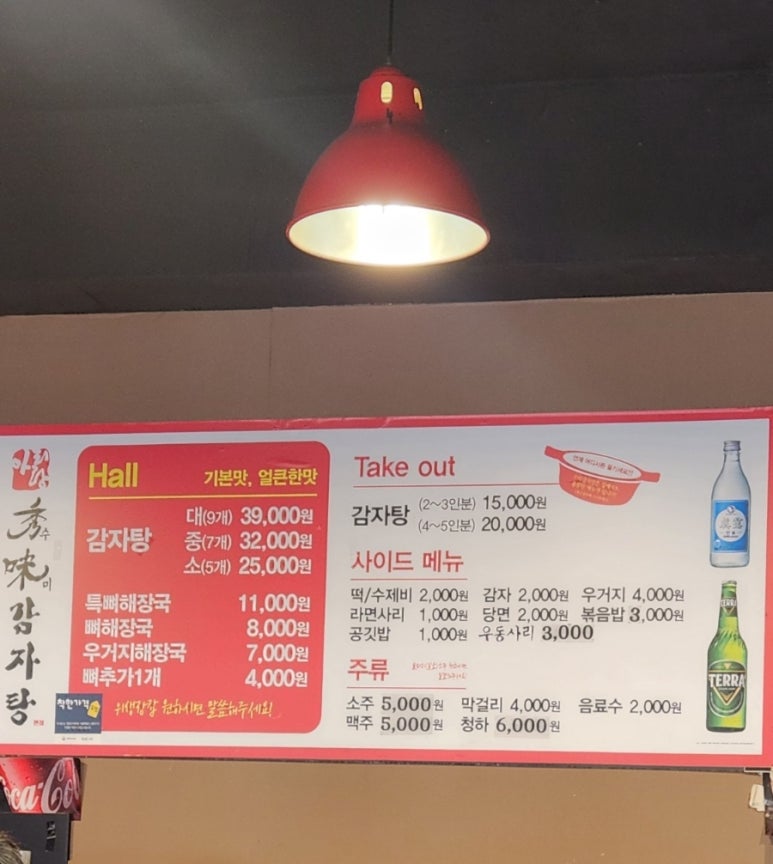 秀수
味미
감
자
탕
Hall 기본맛, 얼큰한맛
감자탕
대(9개) 39,000원
중(7개) 32,000원
소(5개) 25,000원
특뼈해장국 11,000원
뼈해장국 8,000원
우거지해장국 7,000원
뼈추가1개 4,000원
착한가격
위생장갑 원하시면 말씀해주세요!
Take out
감자탕
(2~3인분) 15,000원
(4~5인분) 20,000원
사이드 메뉴
떡/수제비 2,000원 감자 2,000원 우거지 4,000원
라면사리 1,000원 당면 2,000원 볶음밥 3,000원
공깃밥 1,000원 우동사리 3,000
주류
소주 5,000원 막걸리 4,000원 음료수 2,000원
맥주 5,000원 청하 6,000원
TERRA
TERRA